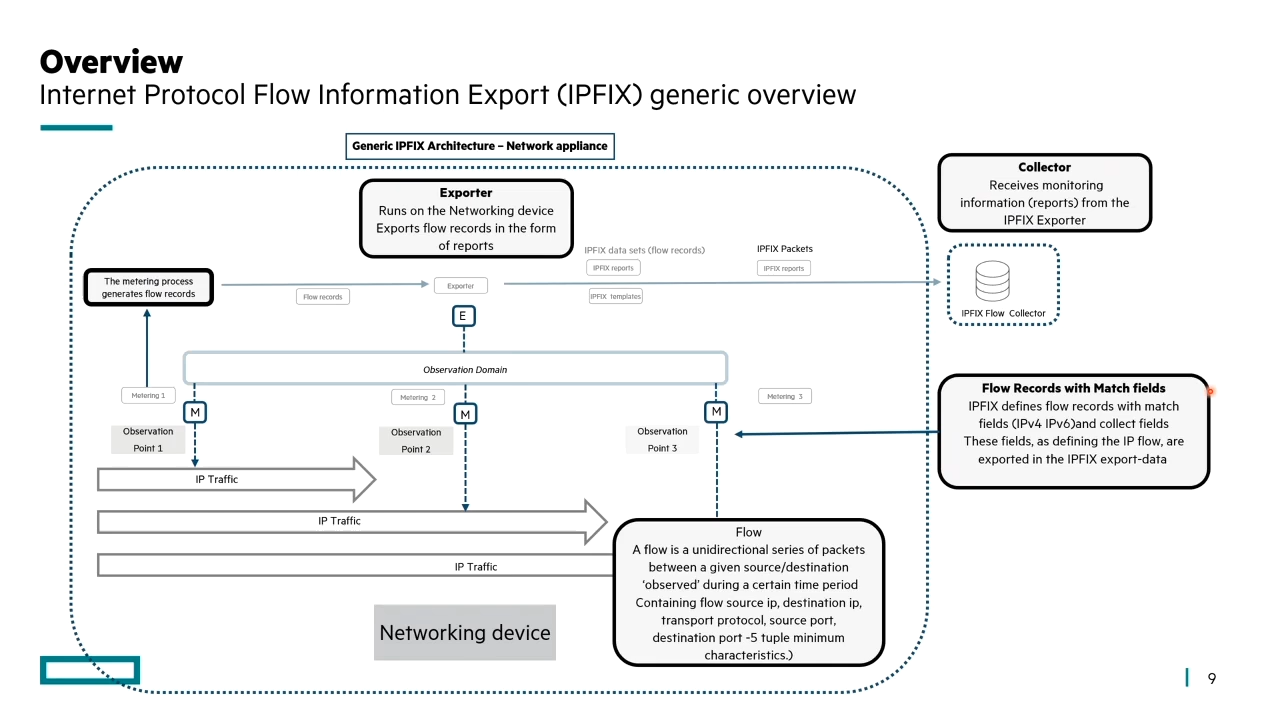 Overview
Internet Protocol Flow Information Export (IPFIX) generic overview
Generic IPFIX Architecture – Network appliance
Exporter
Runs on the Networking device
Exports flow records in the form
of reports
Collector
Receives monitoring
information (reports) from the
IPFIX Exporter
The metering process
generates flow records
Flow records
Exporter
IPFIX data sets (flow records)
IPFIX reports
IPFIX templates
IPFIX Packets
IPFIX reports
IPFIX Flow Collector
E
Observation Domain
Metering 1
M
Metering 2
M
M
Metering 3
Observation
Point 1
Observation
Point 2
Observation
Point 3
Flow Records with Match fields
IPFIX defines flow records with match
fields (IPv4 IPv6)and collect fields
These fields, as defining the IP flow, are
exported in the IPFIX export-data
IP Traffic
IP Traffic
IP Traffic
Flow
A flow is a unidirectional series of packets
between a given source/destination
‘observed’ during a certain time period
Containing flow source ip, destination ip,
transport protocol, source port,
destination port -5 tuple minimum
characteristics.)
Networking device
9